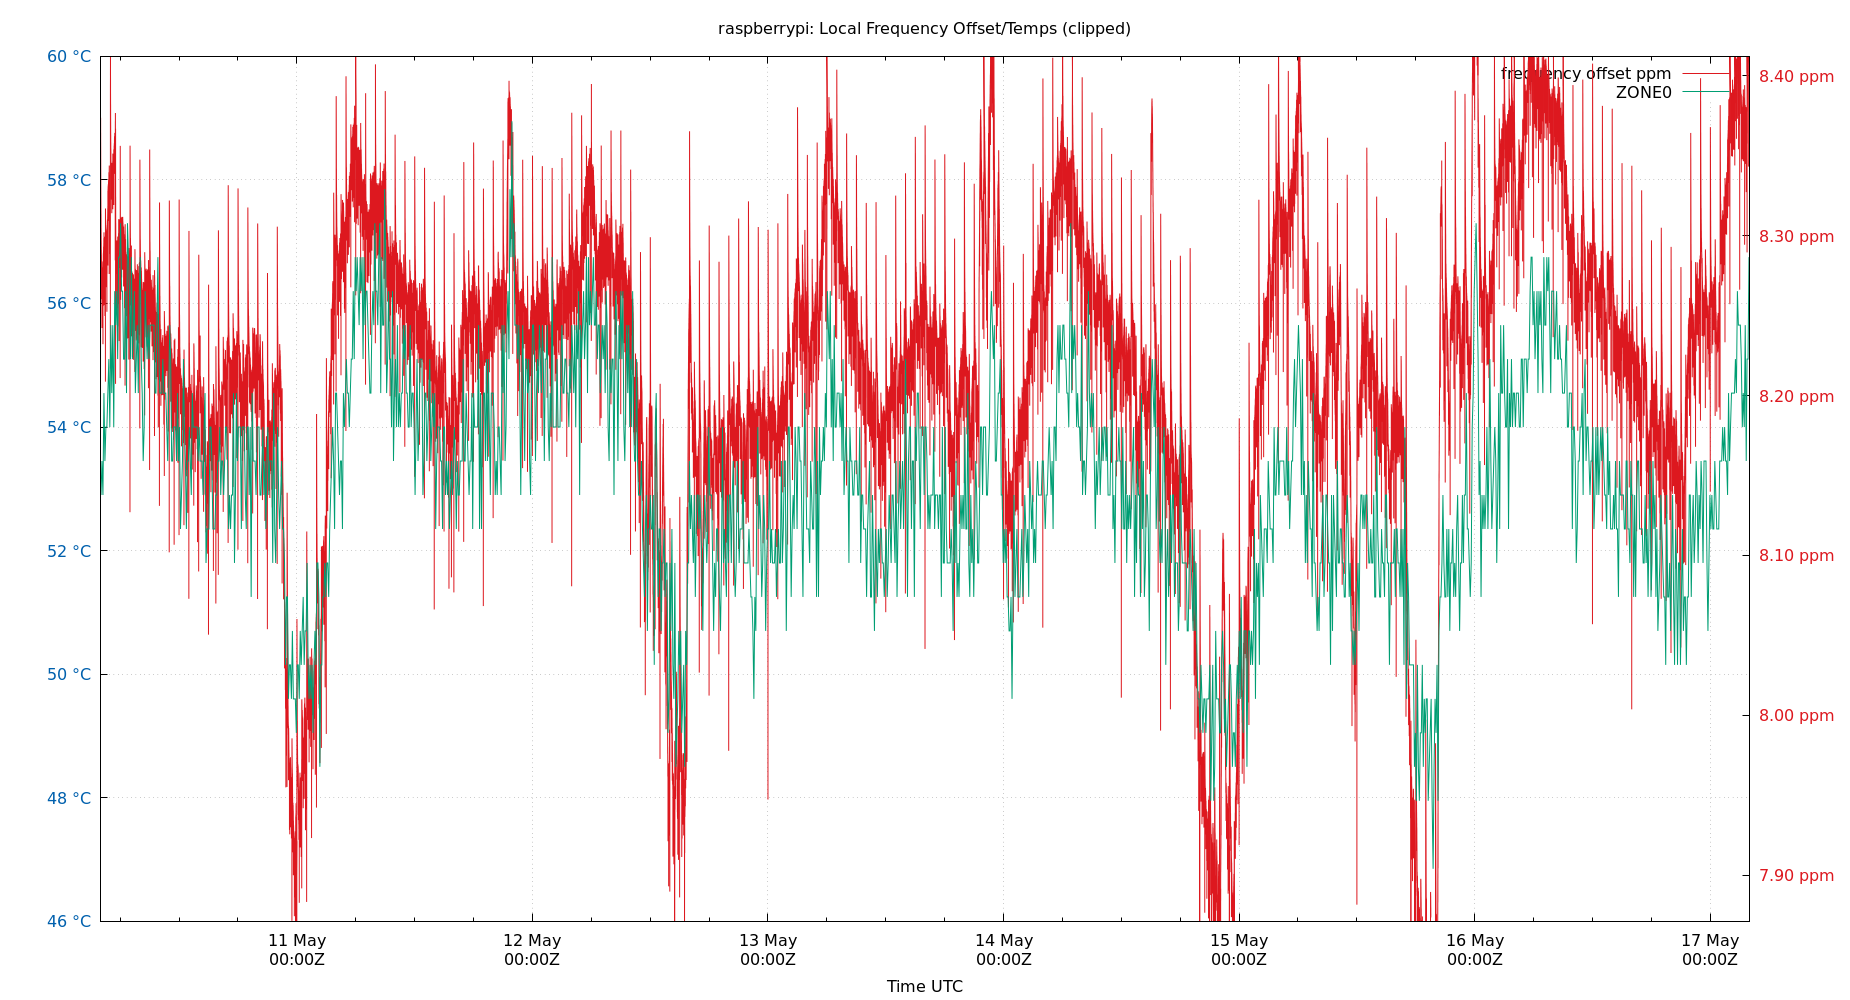 raspberrypi: Local Frequency Offset/Temps (clipped)
60 °C
58 °C
56 °C
54 °C
52 °C
50 °C
48 °C
46 °C
frequency offset ppm
ZONE0
8.40 ppm
8.30 ppm
8.20 ppm
8.10 ppm
8.00 ppm
7.90 ppm
11 May
00:00Z
12 May
00:00Z
13 May
00:00Z
14 May
00:00Z
15 May
00:00Z
16 May
00:00Z
17 May
00:00Z
Time UTC